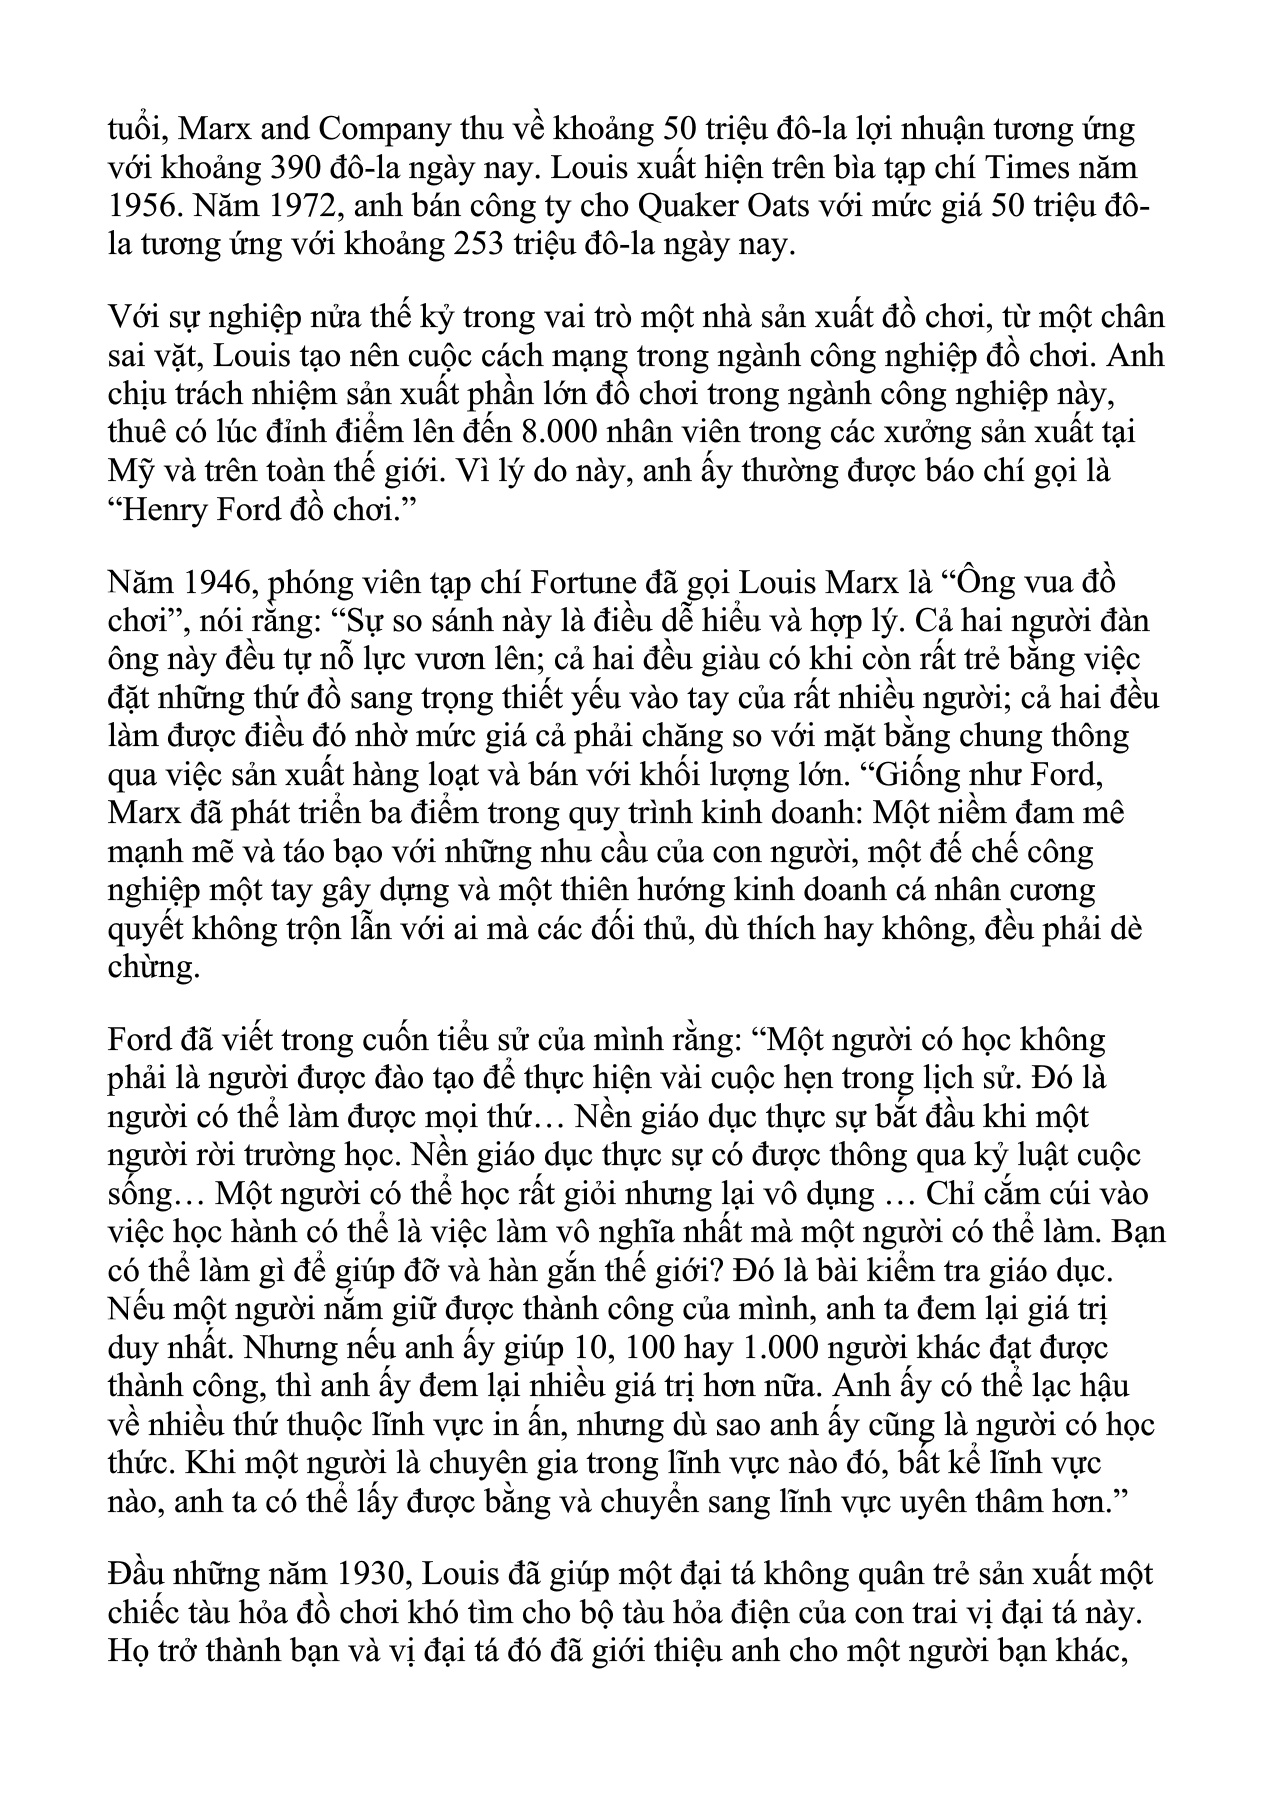 tuổi, Marx and Company thu về khoảng 50 triệu đô-la lợi nhuận tương ứng
với khoảng 390 đô-la ngày nay. Louis xuất hiện trên bìa tạp chí Times năm
1956. Năm 1972, anh bán công ty cho Quaker Oats với mức giá 50 triệu đô-
la tương ứng với khoảng 253 triệu đô-la ngày nay.
Với sự nghiệp nửa thế kỷ trong vai trò một nhà sản xuất đồ chơi, từ một chân
sai vặt, Louis tạo nên cuộc cách mạng trong ngành công nghiệp đồ chơi. Anh
chịu trách nhiệm sản xuất phần lớn đồ chơi trong ngành công nghiệp này,
thuê có lúc đỉnh điểm lên đến 8.000 nhân viên trong các xưởng sản xuất tại
Mỹ và trên toàn thế giới. Vì lý do này, anh ấy thường được báo chí gọi là
“Henry Ford đồ chơi.”
Năm 1946, phóng viên tạp chí Fortune đã gọi Louis Marx là “Ông vua đồ
chơi”, nói rằng: “Sự so sánh này là điều dễ hiểu và hợp lý. Cả hai người đàn
ông này đều tự nỗ lực vươn lên; cả hai đều giàu có khi còn rất trẻ bằng việc
đặt những thứ đồ sang trọng thiết yếu vào tay của rất nhiều người; cả hai đều
làm được điều đó nhờ mức giá cả phải chăng so với mặt bằng chung thông
qua việc sản xuất hàng loạt và bán với khối lượng lớn. “Giống như Ford,
Marx đã phát triển ba điểm trong quy trình kinh doanh: Một niềm đam mê
mạnh mẽ và táo bạo với những nhu cầu của con người, một đế chế công
nghiệp một tay gây dựng và một thiên hướng kinh doanh cá nhân cương
quyết không trộn lẫn với ai mà các đối thủ, dù thích hay không, đều phải dè
chừng.
Ford đã viết trong cuốn tiểu sử của mình rằng: “Một người có học không
phải là người được đào tạo để thực hiện vài cuộc hẹn trong lịch sử. Đó là
người có thể làm được mọi thứ… Nền giáo dục thực sự bắt đầu khi một
người rời trường học. Nền giáo dục thực sự có được thông qua kỷ luật cuộc
sống… Một người có thể học rất giỏi nhưng lại vô dụng … Chỉ cắm cúi vào
việc học hành có thể là việc làm vô nghĩa nhất mà một người có thể làm. Bạn
có thể làm gì để giúp đỡ và hàn gắn thế giới? Đó là bài kiểm tra giáo dục.
Nếu một người nắm giữ được thành công của mình, anh ta đem lại giá trị
duy nhất. Nhưng nếu anh ấy giúp 10, 100 hay 1.000 người khác đạt được
thành công, thì anh ấy đem lại nhiều giá trị hơn nữa. Anh ấy có thể lạc hậu
về nhiều thứ thuộc lĩnh vực in ấn, nhưng dù sao anh ấy cũng là người có học
thức. Khi một người là chuyên gia trong lĩnh vực nào đó, bất kể lĩnh vực
nào, anh ta có thể lấy được bằng và chuyển sang lĩnh vực uyên thâm hơn.”
Đầu những năm 1930, Louis đã giúp một đại tá không quân trẻ sản xuất một
chiếc tàu hỏa đồ chơi khó tìm cho bộ tàu hỏa điện của con trai vị đại tá này.
Họ trở thành bạn và vị đại tá đó đã giới thiệu anh cho một người bạn khác,